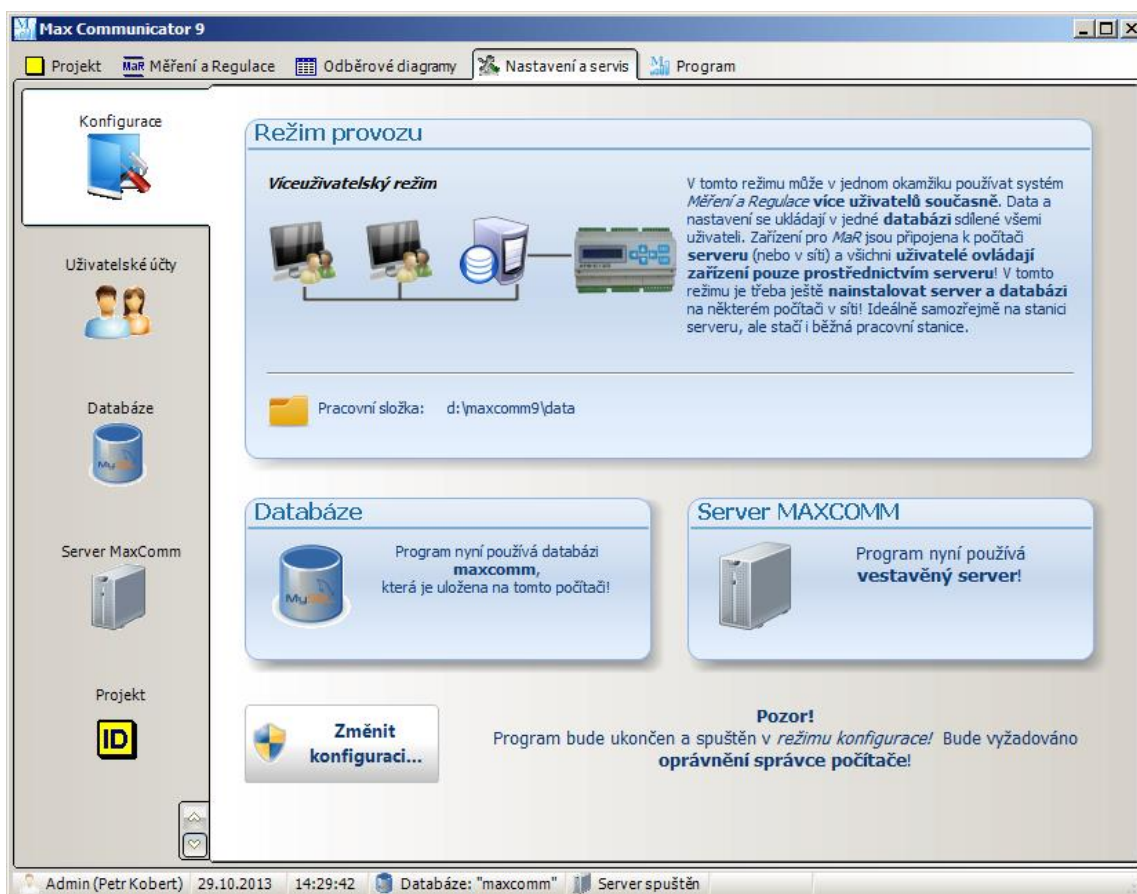 Max Communicator 9
Projekt MaR Měření a Regulace Odběrové diagramy Nastavení a servis Program
Konfigurace
Uživatelské účty
Databáze
MySQL
Server MaxComm
Projekt
ID
Režim provozu
Víceuživatelský režim
V tomto režimu může v jednom okamžiku používat systém
Měření a Regulace více uživatelů současně. Data a
nastavení se ukládají v jedné databázi sdílené všemi
uživateli. Zařízení pro MaR jsou připojena k počítači
serveru (nebo v síti) a všichni uživatelé ovládají
zařízení pouze prostřednictvím serveru! V tomto
režimu je třeba ještě nainstalovat server a databázi
na některém počítači v síti! Ideálně samozřejmě na stanici
serveru, ale stačí i běžná pracovní stanice.
Pracovní složka: d:\maxcomm9\data
Databáze
MySQL
Program nyní používá databázi
maxcomm,
která je uložena na tomto počítači!
Server MAXCOMM
Program nyní používá
vestavěný server!
Změnit
konfiguraci...
Pozor!
Program bude ukončen a spuštěn v režimu konfigurace! Bude vyžadováno
oprávnění správce počítače!
Admin (Petr Kobert) 29.10.2013 14:29:42 Databáze: "maxcomm" Server spuštěn